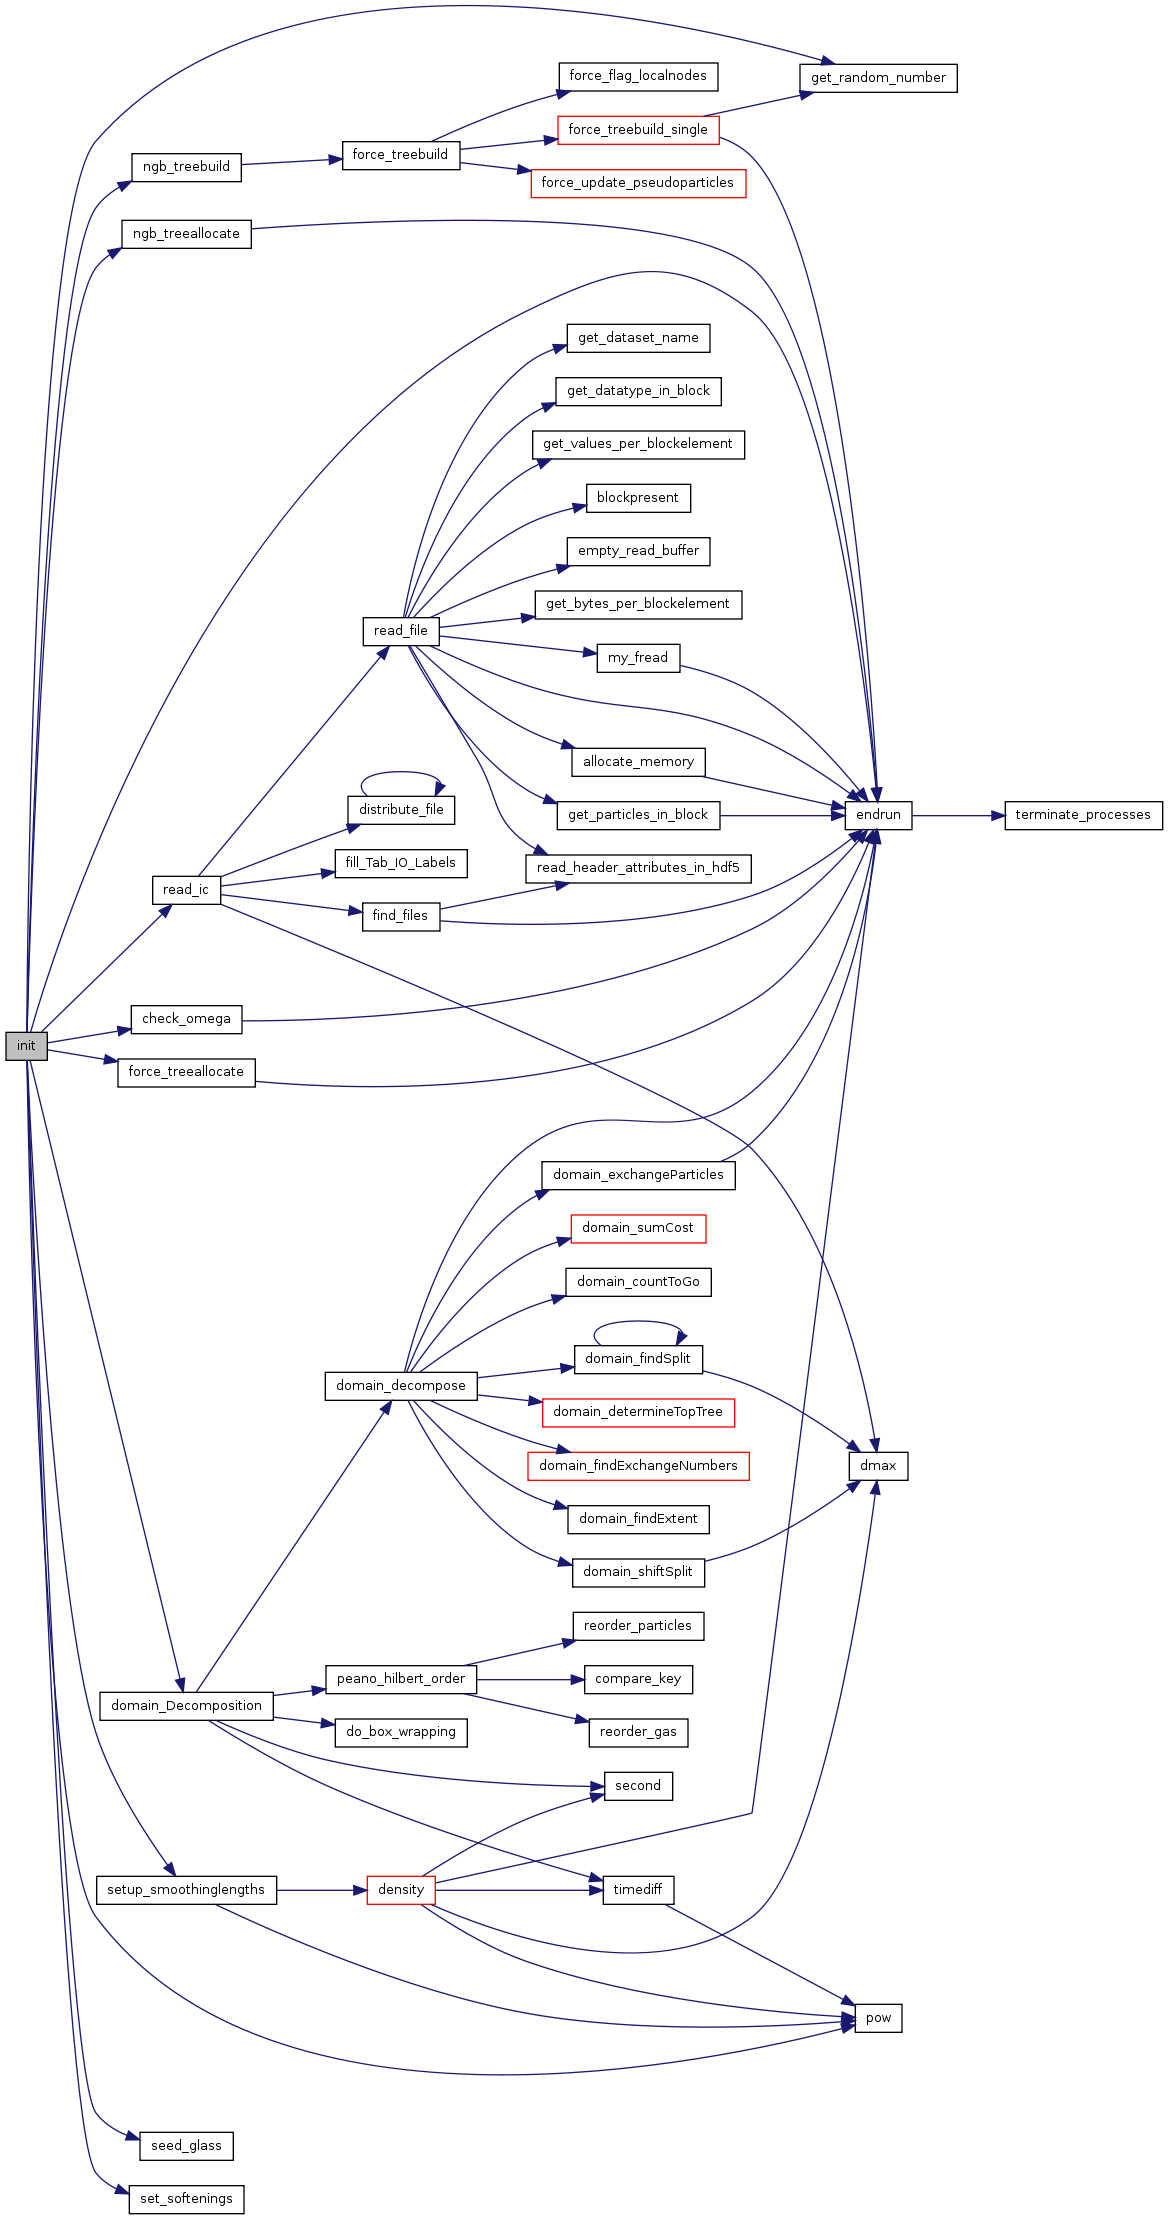 force_flag_localnodes
get_random_number
force_treebuild_single
ngb_treebuild
force_treebuild
force_update_pseudoparticles
ngb_treeallocate
get_dataset_name
get_datatype_in_block
get_values_per_blockelement
blockpresent
empty_read_buffer
get_bytes_per_blockelement
read_file
my_fread
allocate_memory
distribute_file
get_particles_in_block
endrun
terminate_processes
fill_Tab_IO_Labels
read_header_attributes_in_hdf5
read_ic
find_files
check_omega
init
force_treeallocate
domain_exchangeParticles
domain_sumCost
domain_countToGo
domain_findSplit
domain_decompose
domain_determineTopTree
domain_findExchangeNumbers
dmax
domain_findExtent
domain_shiftSplit
reorder_particles
peano_hilbert_order
compare_key
domain_Decomposition
do_box_wrapping
reorder_gas
second
setup_smoothinglengths
density
timediff
pow
seed_glass
set_softenings